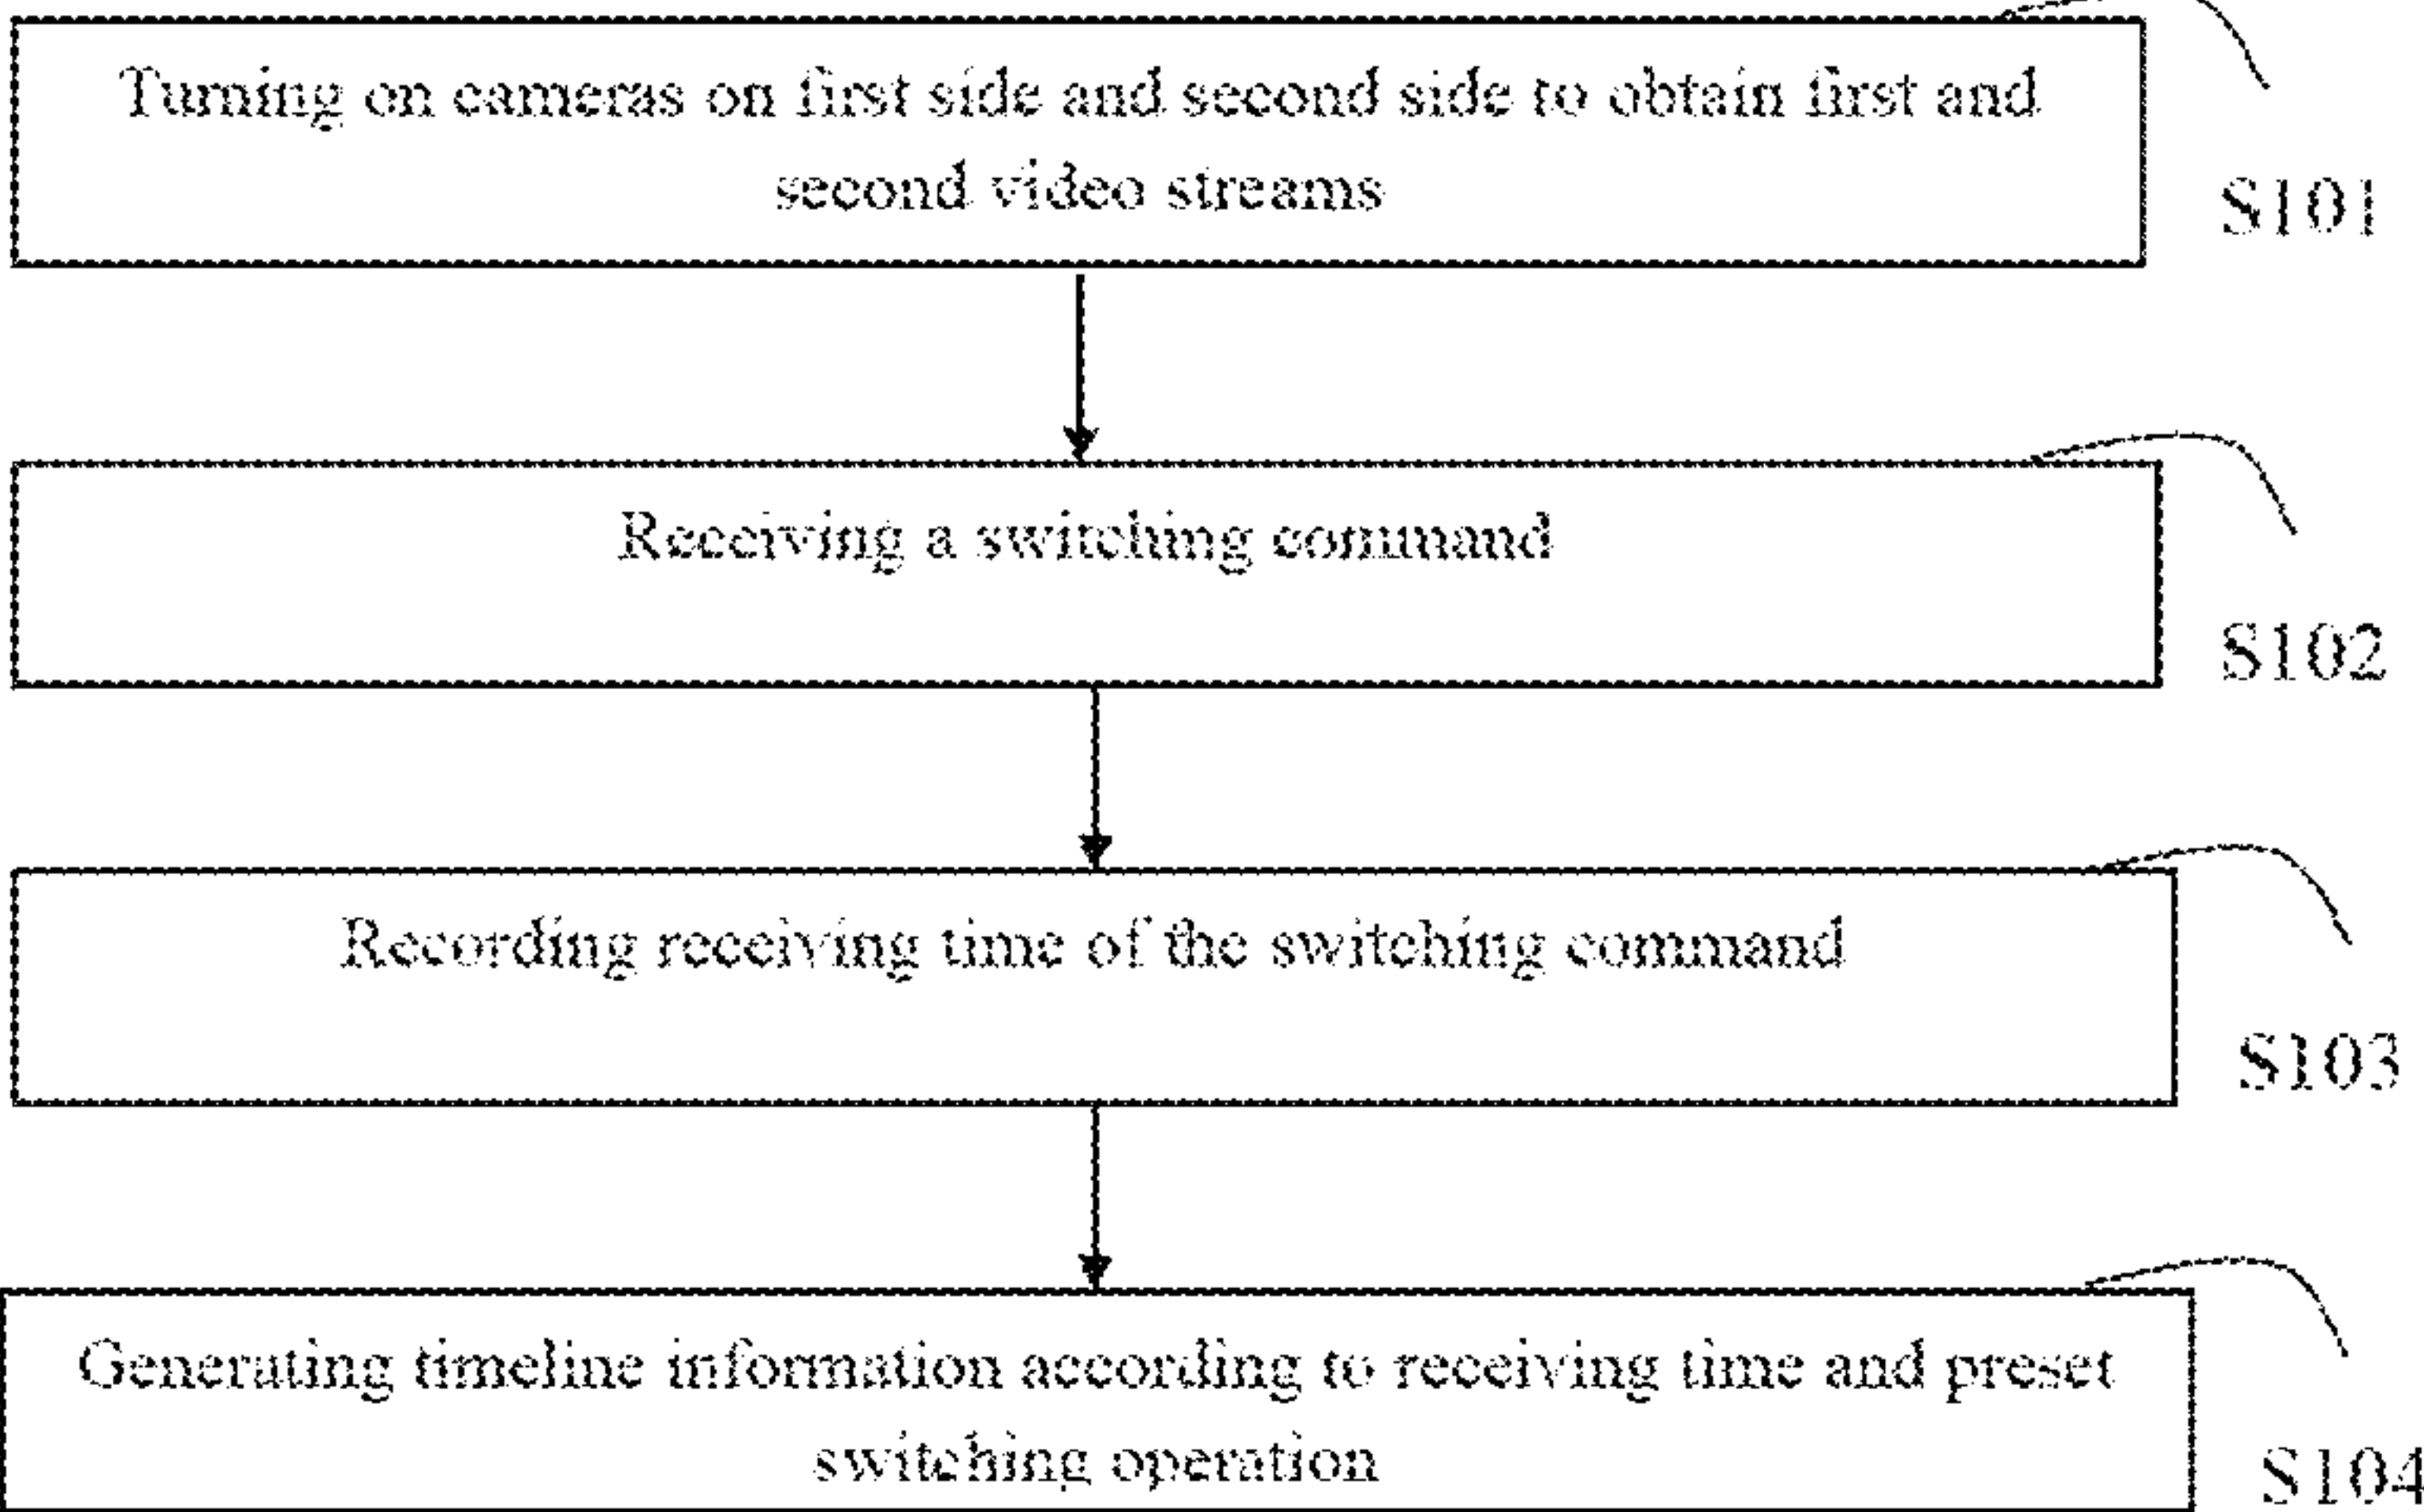 Turning on cameras on first side and second side to obtain first and
second video streams
S101
Receiving a switching command
S102
Recording receiving time of the switching command
S103
Generating timeline information according to receiving time and preset
switching operation
S104